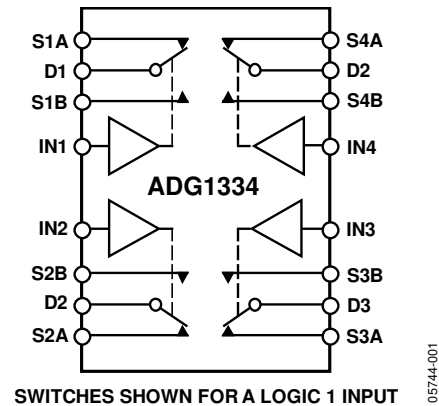 S1A
S4A
D1
D2
S1B
S4B
IN1
IN4
ADG1334
IN2
IN3
S2B
S3B
D2
D3
S2A
S3A
SWITCHES SHOWN FOR A LOGIC 1 INPUT
05744-001